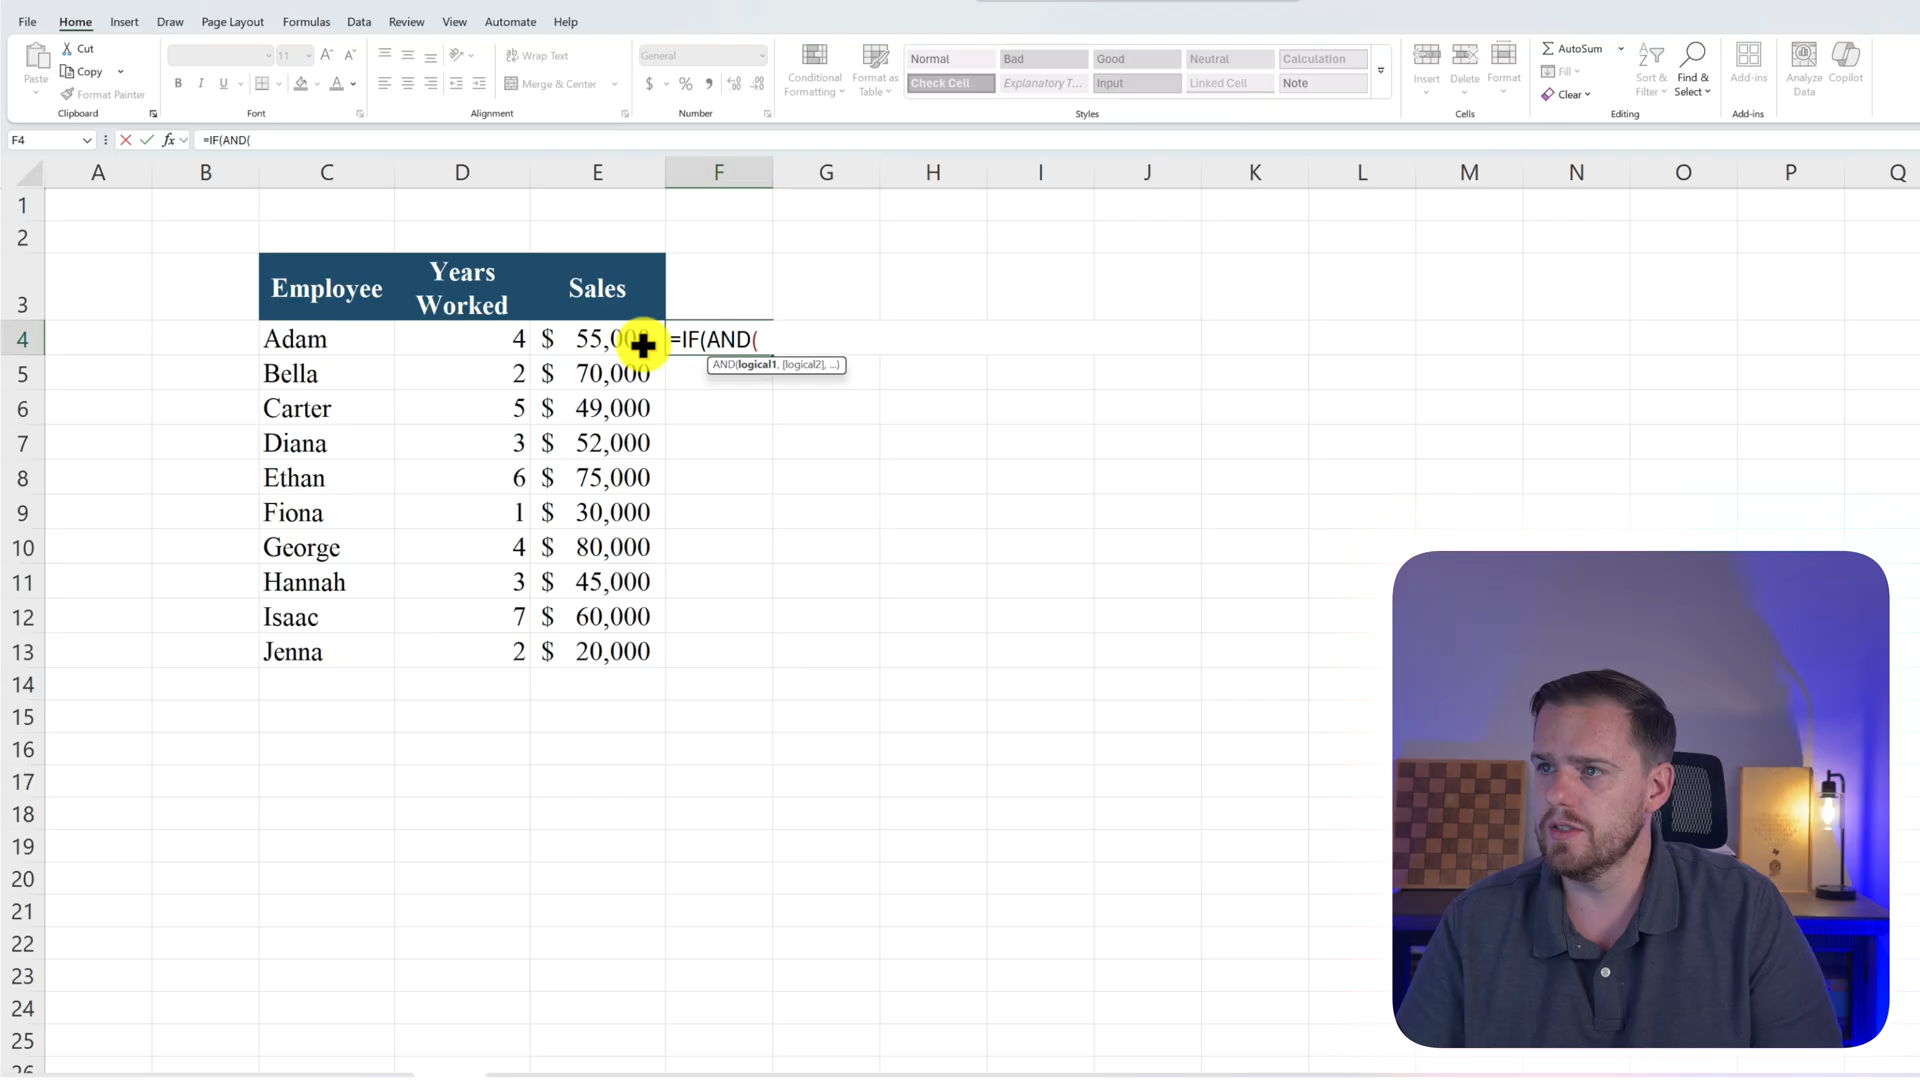 File Home Insert Draw Page Layout Formulas Data Review View Automate Help
Paste Cut Copy Format Painter Clipboard
11 A A B I U A Font
Wrap Text Merge & Center Alignment
General $ % Number
Conditional Formatting Format as Table
Normal Bad Good Neutral Calculation
Check Cell Explanatory T... Input Linked Cell Note
Styles
Insert Delete Format Cells
AutoSum Fill Clear Sort & Filter Find & Select Editing
Add-ins Add-ins
Analyze Data Copilot
F4 fx =IF(AND(
A B C D E F G H I J K L M N O P Q
1
2
3 Employee Years Worked Sales
4 Adam 4 $ =IF(AND(
AND(logical1, [logical2], ...)
5 Bella 2 $ 70,000
6 Carter 5 $ 49,000
7 Diana 3 $ 52,000
8 Ethan 6 $ 75,000
9 Fiona 1 $ 30,000
10 George 4 $ 80,000
11 Hannah 3 $ 45,000
12 Isaac 7 $ 60,000
13 Jenna 2 $ 20,000
14
15
16
17
18
19
20
21
22
23
24
25
26